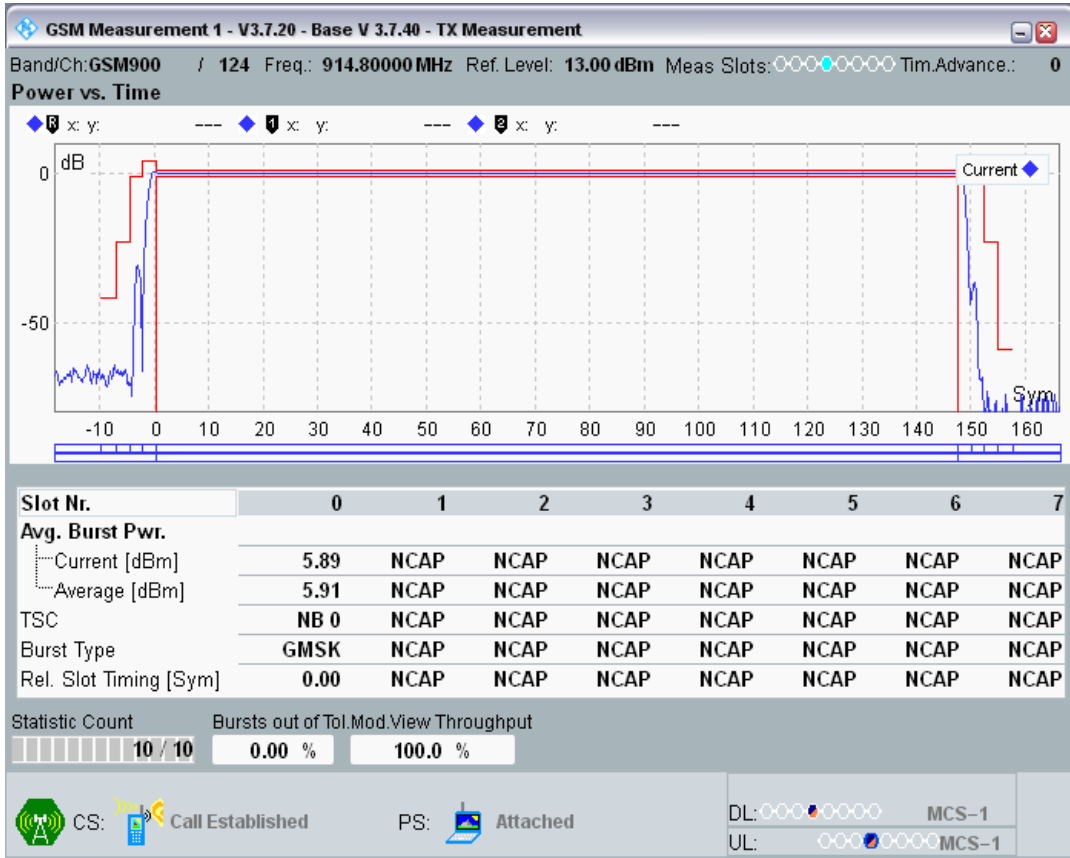 GSM Measurement 1 - V3.7.20 - Base V 3.7.40 - TX Measurement
Band/Ch:GSM900 / 124 Freq.: 914.80000 MHz Ref. Level: 13.00 dBm Meas Slots: Tim.Advance.: 0
Power vs. Time
R x: y: --- 1 x: y: --- 2 x: y: ---
dB
Current
0
-50
Sym
-10 0 10 20 30 40 50 60 70 80 90 100 110 120 130 140 150 160
Slot Nr. 0 1 2 3 4 5 6 7
Avg. Burst Pwr.
Current [dBm] 5.89 NCAP NCAP NCAP NCAP NCAP NCAP NCAP
Average [dBm] 5.91 NCAP NCAP NCAP NCAP NCAP NCAP NCAP
TSC NB 0 NCAP NCAP NCAP NCAP NCAP NCAP NCAP
Burst Type GMSK NCAP NCAP NCAP NCAP NCAP NCAP NCAP
Rel. Slot Timing [Sym] 0.00 NCAP NCAP NCAP NCAP NCAP NCAP NCAP
Statistic Count Bursts out of Tol.Mod.View Throughput
10 / 10 0.00 % 100.0 %
CS: Call Established PS: Attached
DL: MCS-1
UL: MCS-1